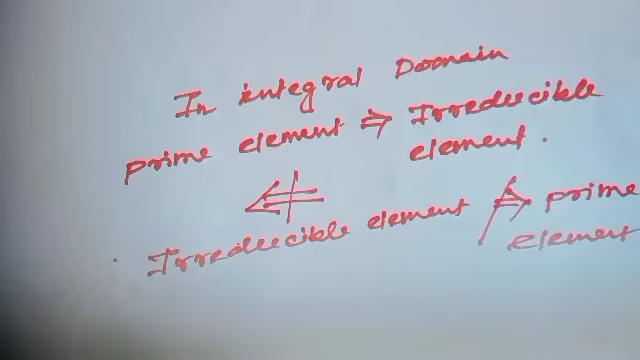 In integral Domain
prime element ⇒ Irreducible
element.
⇍
Irreducible element ⇏ prime
element